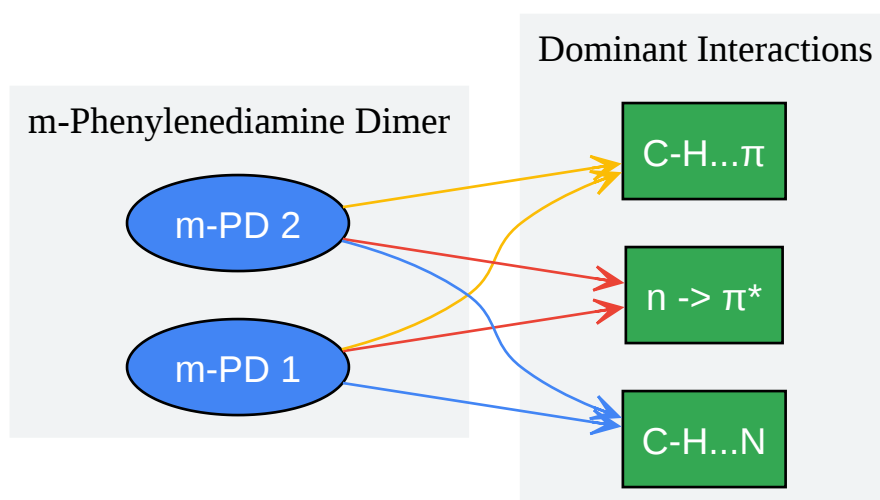 Dominant Interactions
m-Phenylenediamine Dimer
C-H...π
m-PD 2
n -> π*
m-PD 1
C-H...N